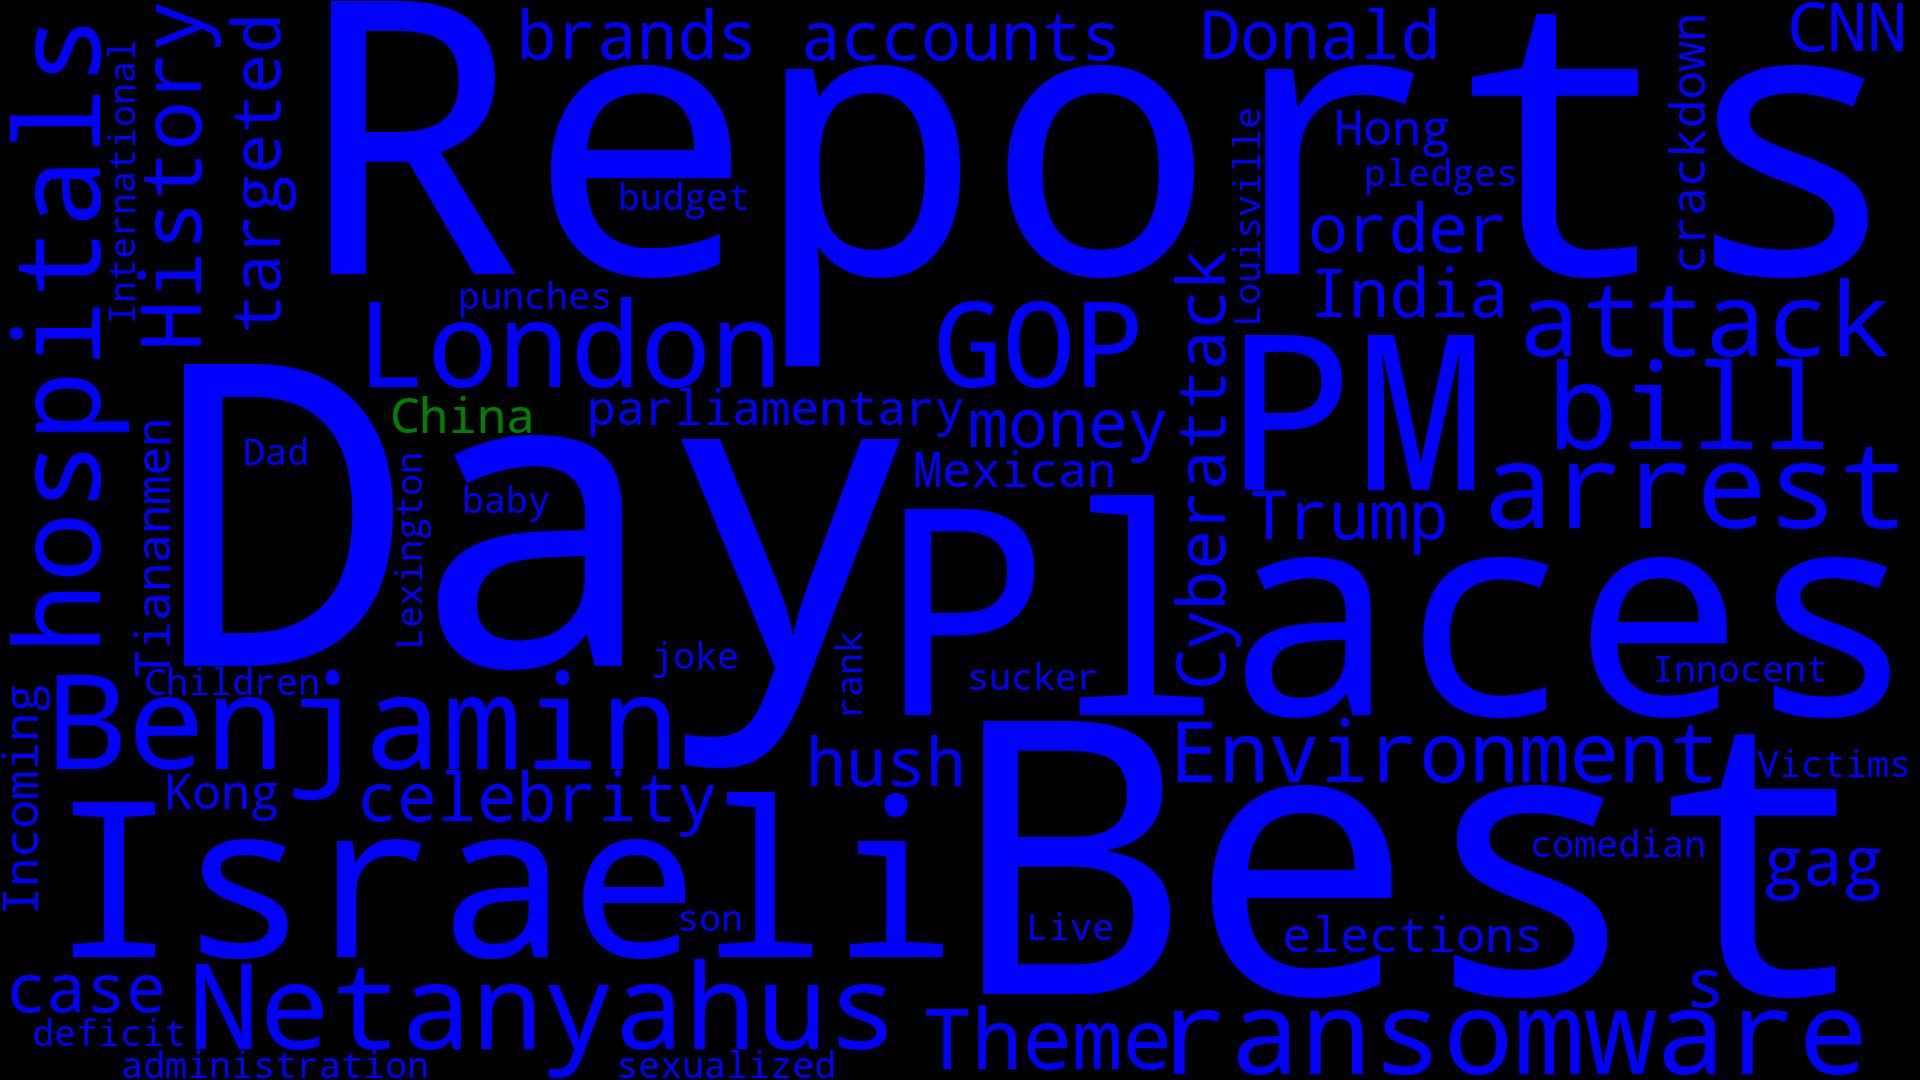 brands
accounts
Donald
CNN
hospitals
International
History
targeted
Reports
Louisville
Hong
pledges
crackdown
budget
order
India
punches
London
GOP
Cyberattack
PM
attack
bill
China
parliamentary
money
Mexican
arrest
Trump
Tiananmen
Dad
Day
Lexington
baby
joke
Places
rank
sucker
Innocent
Children
Benjamin
Incoming
hush
Environment
Victims
Kong
celebrity
Israeli
Best
comedian
gag
son
Live
elections
case
Netanyahus
s
deficit
Theme
ransomware
administration
sexualized